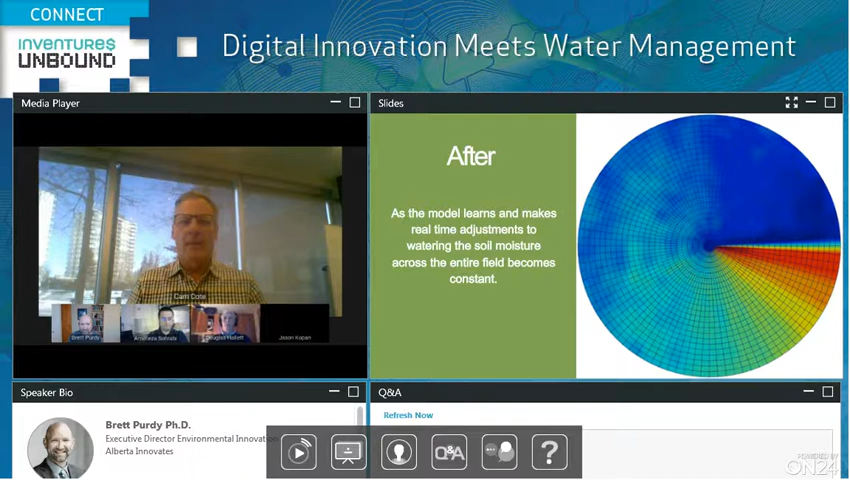 CONNECT
INVENTURE$
UNBOUND
Digital Innovation Meets Water Management
Media Player
Cam Cote
Brett Purdy
Douglas Hallett
Jason Kopan
Slides
After
As the model learns and makes
real time adjustments to
watering the soil moisture
across the entire field becomes
constant.
Speaker Bio
Brett Purdy Ph.D.
Executive Director Environmental Innovation
Alberta Innovates
Q&A
Refresh Now
Q&A
?
POWERED BY
ON24